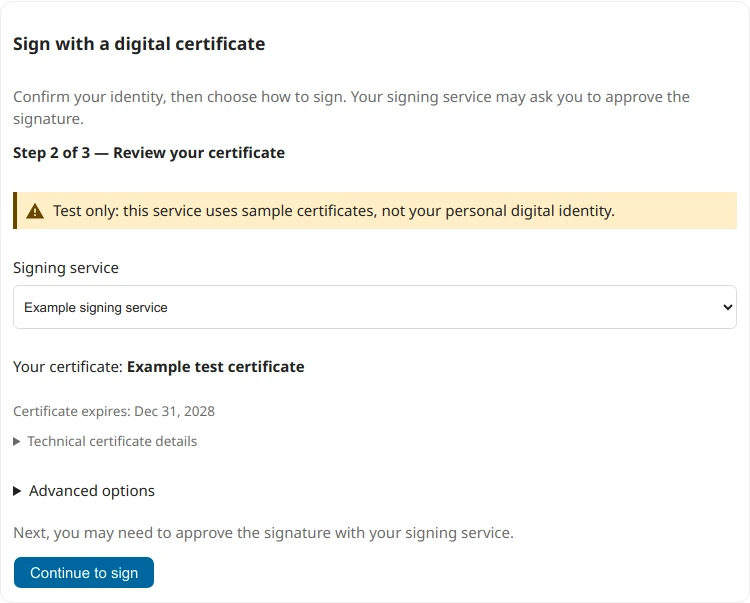 Sign with a digital certificate
Confirm your identity, then choose how to sign. Your signing service may ask you to approve the
signature.
Step 2 of 3 — Review your certificate
Test only: this service uses sample certificates, not your personal digital identity.
Signing service
Example signing service
Your certificate: Example test certificate
Certificate expires: Dec 31, 2028
Technical certificate details
Advanced options
Next, you may need to approve the signature with your signing service.
Continue to sign